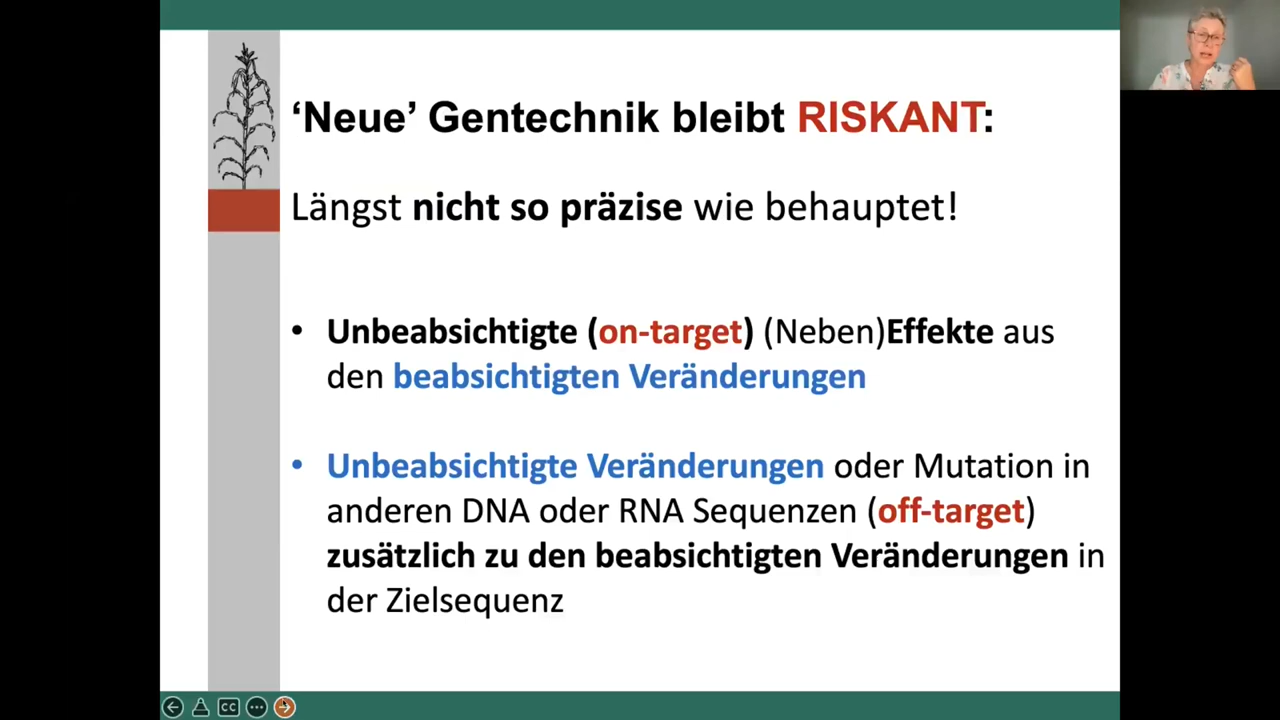 ‘Neue’ Gentechnik bleibt RISKANT:
Längst nicht so präzise wie behauptet!
• Unbeabsichtigte (on-target) (Neben)Effekte aus
den beabsichtigten Veränderungen
• Unbeabsichtigte Veränderungen oder Mutation in
anderen DNA oder RNA Sequenzen (off-target)
zusätzlich zu den beabsichtigten Veränderungen in
der Zielsequenz
CC